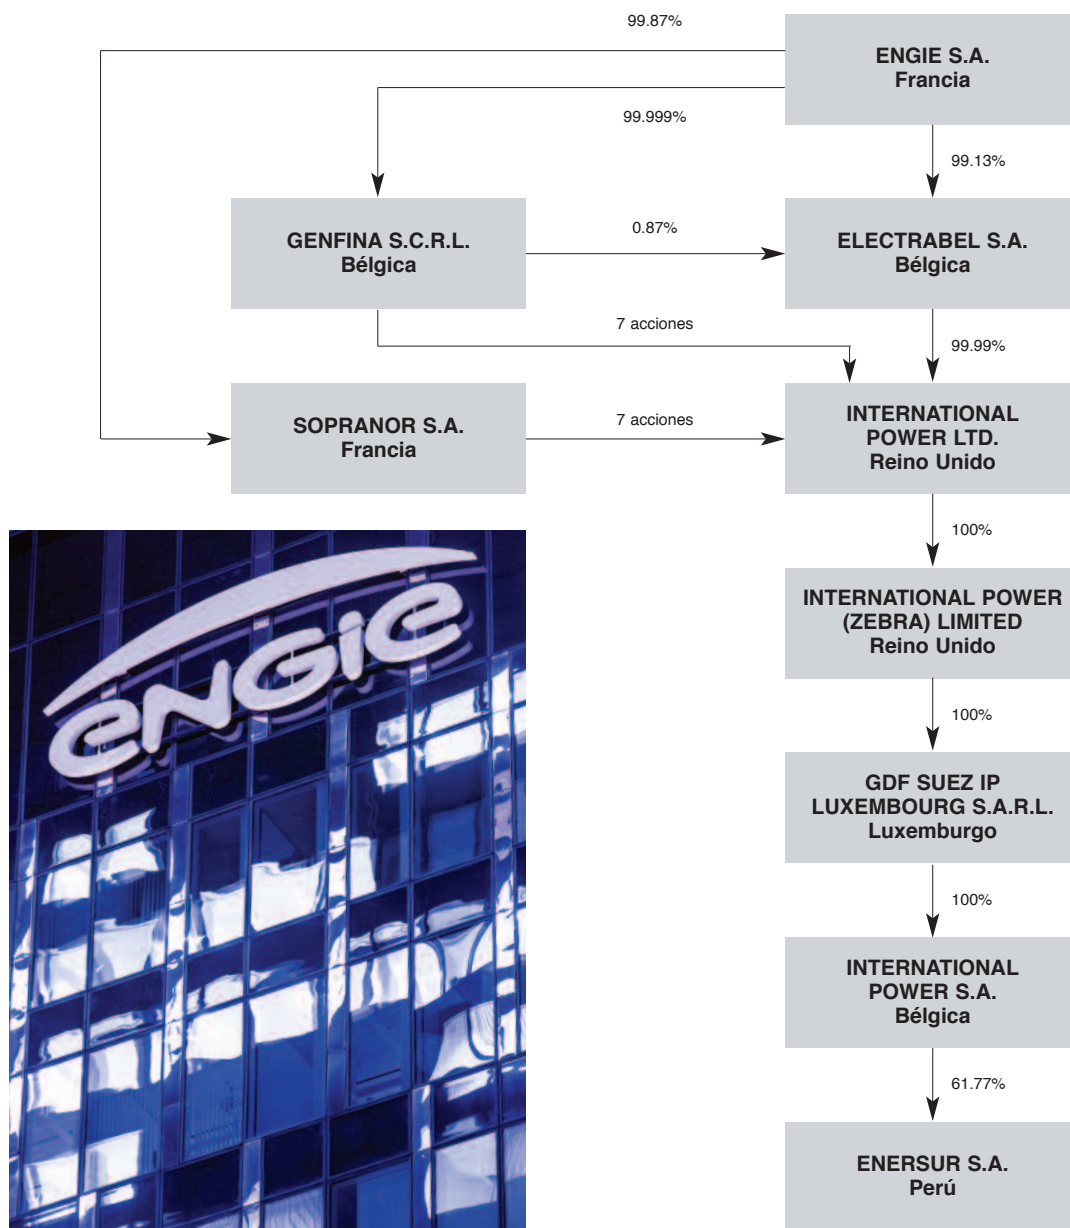 99.87%
ENGIE S.A.
Francia
99.999%
99.13%
GENFINA S.C.R.L.
Bélgica
0.87%
ELECTRABEL S.A.
Bélgica
7 acciones
99.99%
SOPRANOR S.A.
Francia
7 acciones
INTERNATIONAL
POWER LTD.
Reino Unido
100%
INTERNATIONAL POWER
(ZEBRA) LIMITED
Reino Unido
100%
GDF SUEZ IP
LUXEMBOURG S.A.R.L.
Luxemburgo
100%
INTERNATIONAL
POWER S.A.
Bélgica
61.77%
ENERSUR S.A.
Perú
eNGiE